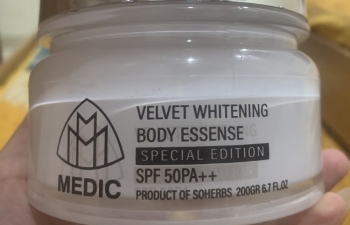 VELVET WHITENING
BODY ESSENSE
SPECIAL EDITION
SPF 50PA++
MEDIC
PRODUCT OF SOHERBS 200GR 6.7 FL.OZ